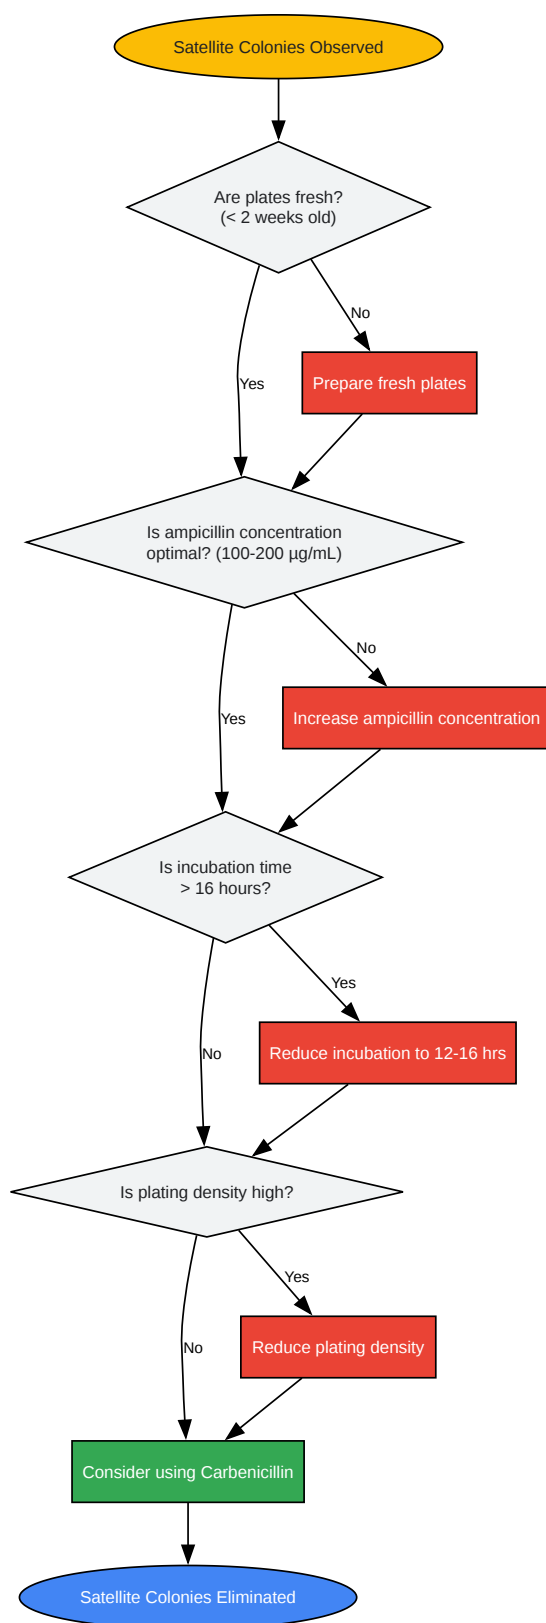 Satellite Colonies Observed
Are plates fresh?
(< 2 weeks old)
No
Yes
Prepare fresh plates
Is ampicillin concentration
optimal? (100-200 µg/mL)
No
Yes
Increase ampicillin concentration
Is incubation time
> 16 hours?
Yes
No
Reduce incubation to 12-16 hrs
Is plating density high?
Yes
No
Reduce plating density
Consider using Carbenicillin
Satellite Colonies Eliminated